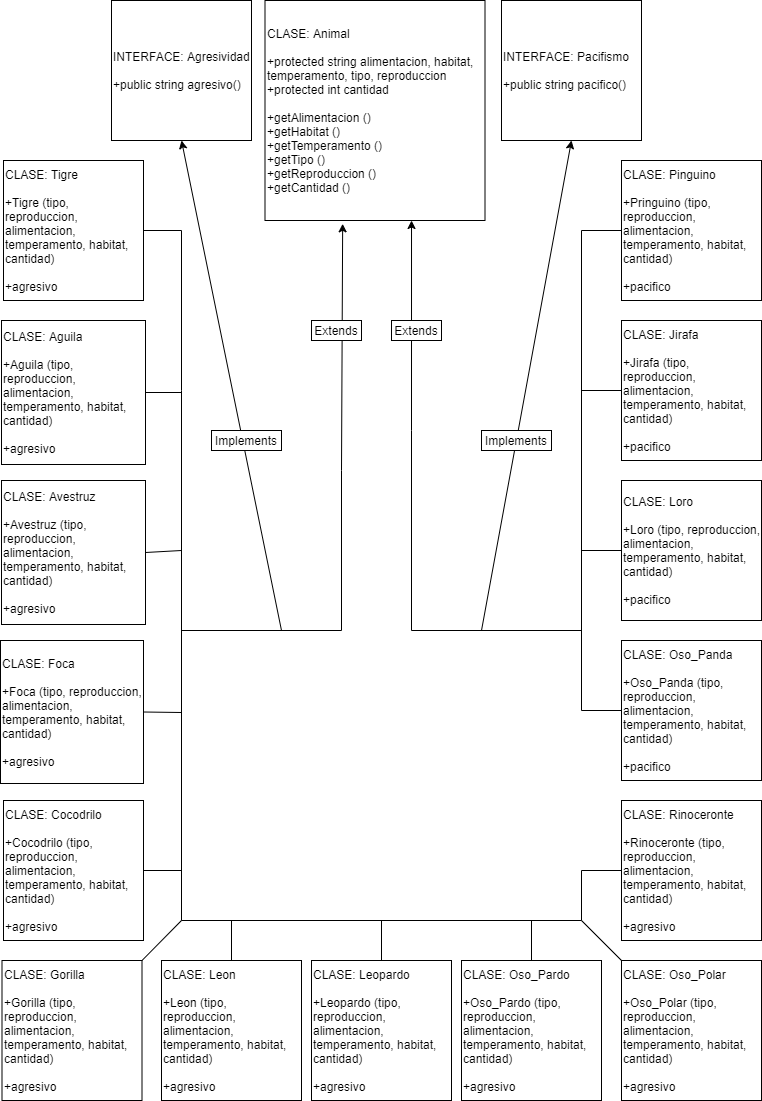 INTERFACE: Agresividad
+public string agresivo()
CLASE: Animal
+protected string alimentacion, habitat,
temperamento, tipo, reproduccion
+protected int cantidad
+getAlimentacion ()
+getHabitat ()
+getTemperamento ()
+getTipo ()
+getReproduccion ()
+getCantidad ()
INTERFACE: Pacifismo
+public string pacifico()
CLASE: Tigre
+Tigre (tipo,
reproduccion,
alimentacion,
temperamento, habitat,
cantidad)
+agresivo
CLASE: Pinguino
+Pringuino (tipo,
reproduccion,
alimentacion,
temperamento, habitat,
cantidad)
+pacifico
Extends
Extends
CLASE: Aguila
+Aguila (tipo,
reproduccion,
alimentacion,
temperamento, habitat,
cantidad)
+agresivo
CLASE: Jirafa
+Jirafa (tipo,
reproduccion,
alimentacion,
temperamento, habitat,
cantidad)
+pacifico
Implements
Implements
CLASE: Avestruz
+Avestruz (tipo,
reproduccion,
alimentacion,
temperamento, habitat,
cantidad)
+agresivo
CLASE: Loro
+Loro (tipo, reproduccion,
alimentacion,
temperamento, habitat,
cantidad)
+pacifico
CLASE: Foca
+Foca (tipo, reproduccion,
alimentacion,
temperamento, habitat,
cantidad)
+agresivo
CLASE: Oso_Panda
+Oso_Panda (tipo,
reproduccion,
alimentacion,
temperamento, habitat,
cantidad)
+pacifico
CLASE: Cocodrilo
+Cocodrilo (tipo,
reproduccion,
alimentacion,
temperamento, habitat,
cantidad)
+agresivo
CLASE: Rinoceronte
+Rinoceronte (tipo,
reproduccion,
alimentacion,
temperamento, habitat,
cantidad)
+agresivo
CLASE: Gorilla
+Gorilla (tipo,
reproduccion,
alimentacion,
temperamento, habitat,
cantidad)
+agresivo
CLASE: Leon
+Leon (tipo,
reproduccion,
alimentacion,
temperamento, habitat,
cantidad)
+agresivo
CLASE: Leopardo
+Leopardo (tipo,
reproduccion,
alimentacion,
temperamento, habitat,
cantidad)
+agresivo
CLASE: Oso_Pardo
+Oso_Pardo (tipo,
reproduccion,
alimentacion,
temperamento, habitat,
cantidad)
+agresivo
CLASE: Oso_Polar
+Oso_Polar (tipo,
reproduccion,
alimentacion,
temperamento, habitat,
cantidad)
+agresivo